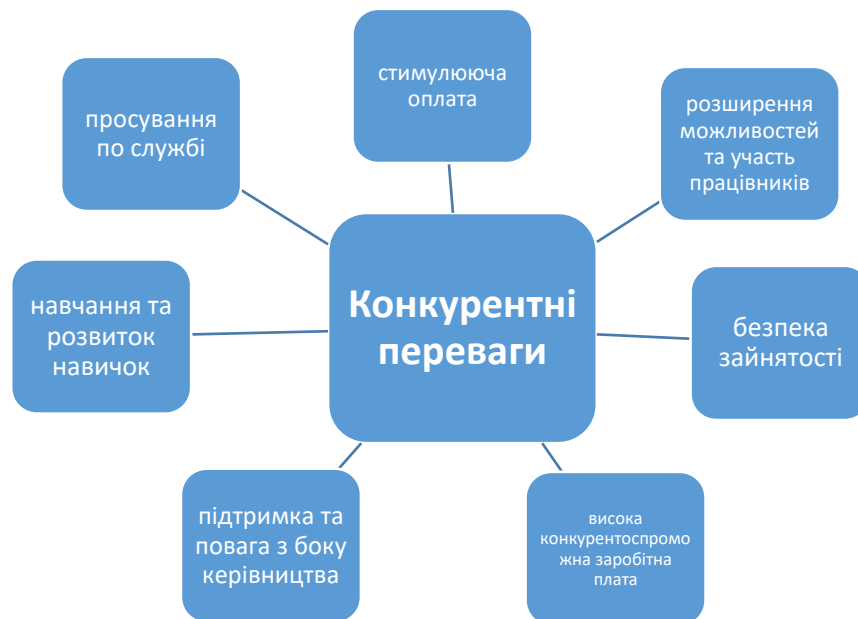 стимулююча
оплата
розширення
можливостей
та участь
працівників
безпека
зайнятості
висока
конкурентоспромо
жна заробітна
плата
підтримка та
повага з боку
керівництва
навчання та
розвиток
навичок
просування
по службі
Конкурентні
переваги